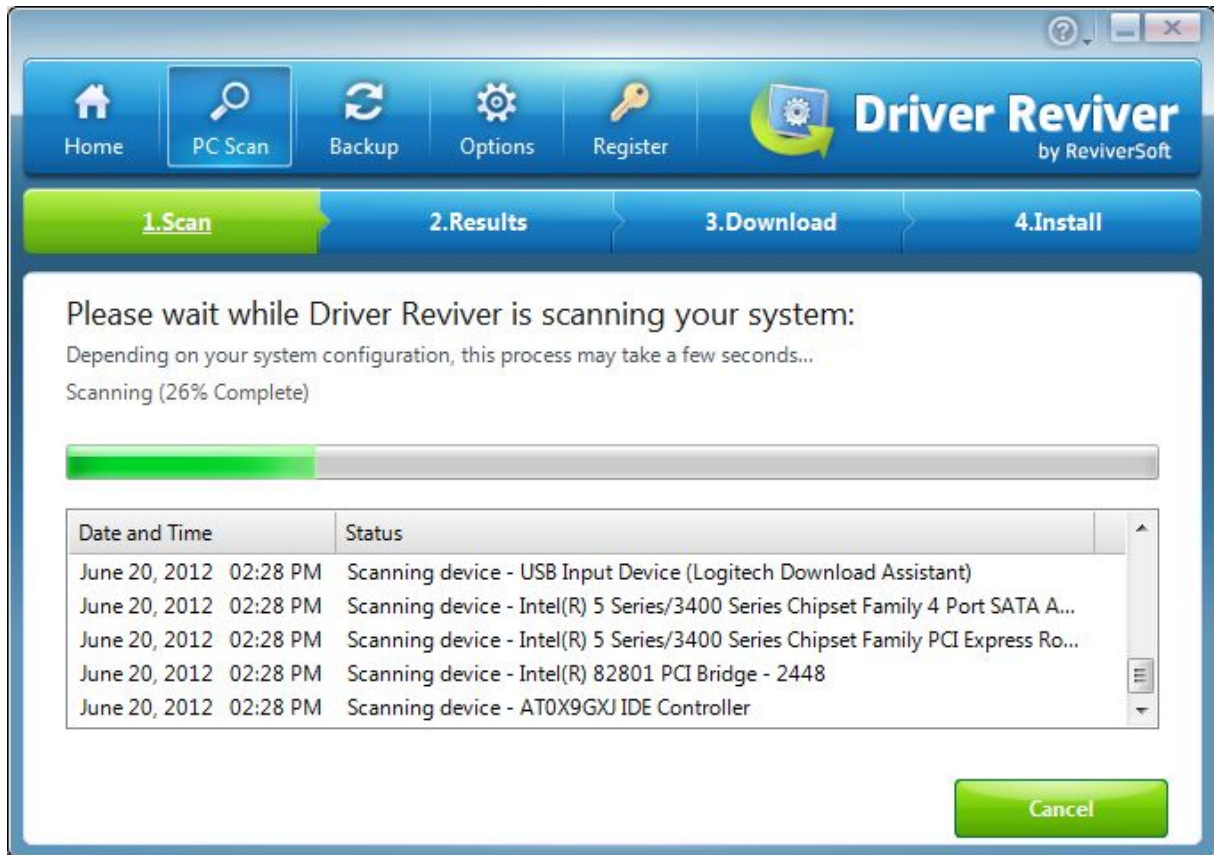 Home PC Scan Backup Options Register
Driver Reviver
by ReviverSoft
1.Scan 2.Results 3.Download 4.Install
Please wait while Driver Reviver is scanning your system:
Depending on your system configuration, this process may take a few seconds...
Scanning (26% Complete)
Date and Time Status
June 20, 2012 02:28 PM Scanning device - USB Input Device (Logitech Download Assistant)
June 20, 2012 02:28 PM Scanning device - Intel(R) 5 Series/3400 Series Chipset Family 4 Port SATA A...
June 20, 2012 02:28 PM Scanning device - Intel(R) 5 Series/3400 Series Chipset Family PCI Express Ro...
June 20, 2012 02:28 PM Scanning device - Intel(R) 82801 PCI Bridge - 2448
June 20, 2012 02:28 PM Scanning device - AT0X9GXJ IDE Controller
Cancel